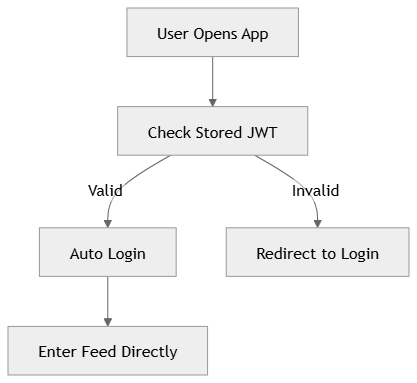 User Opens App
Check Stored JWT
Valid
Invalid
Auto Login
Redirect to Login
Enter Feed Directly